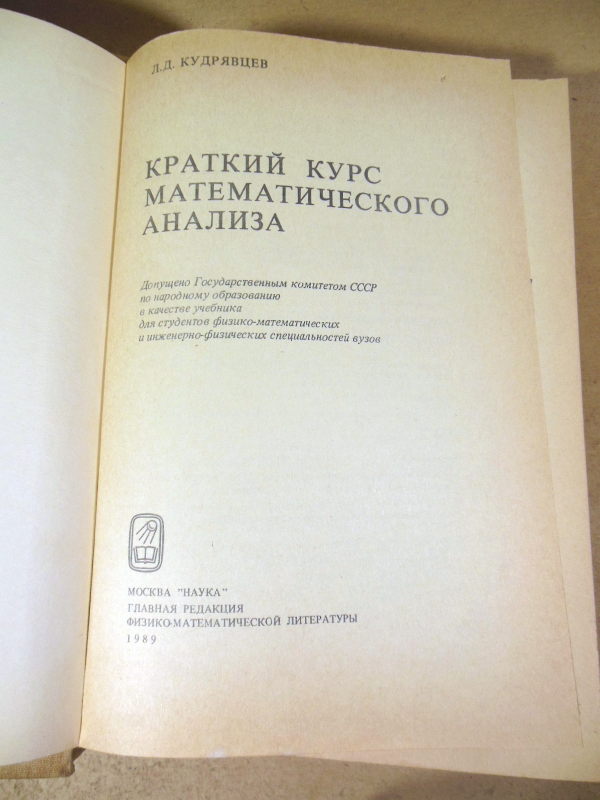 Л.Д. КУДРЯВЦЕВ
КРАТКИЙ КУРС
МАТЕМАТИЧЕСКОГО
АНАЛИЗА
Допущено Государственным комитетом СССР
по народному образованию
в качестве учебника
для студентов физико-математических
и инженерно-физических специальностей вузов
МОСКВА "НАУКА"
ГЛАВНАЯ РЕДАКЦИЯ
ФИЗИКО-МАТЕМАТИЧЕСКОЙ ЛИТЕРАТУРЫ
1989